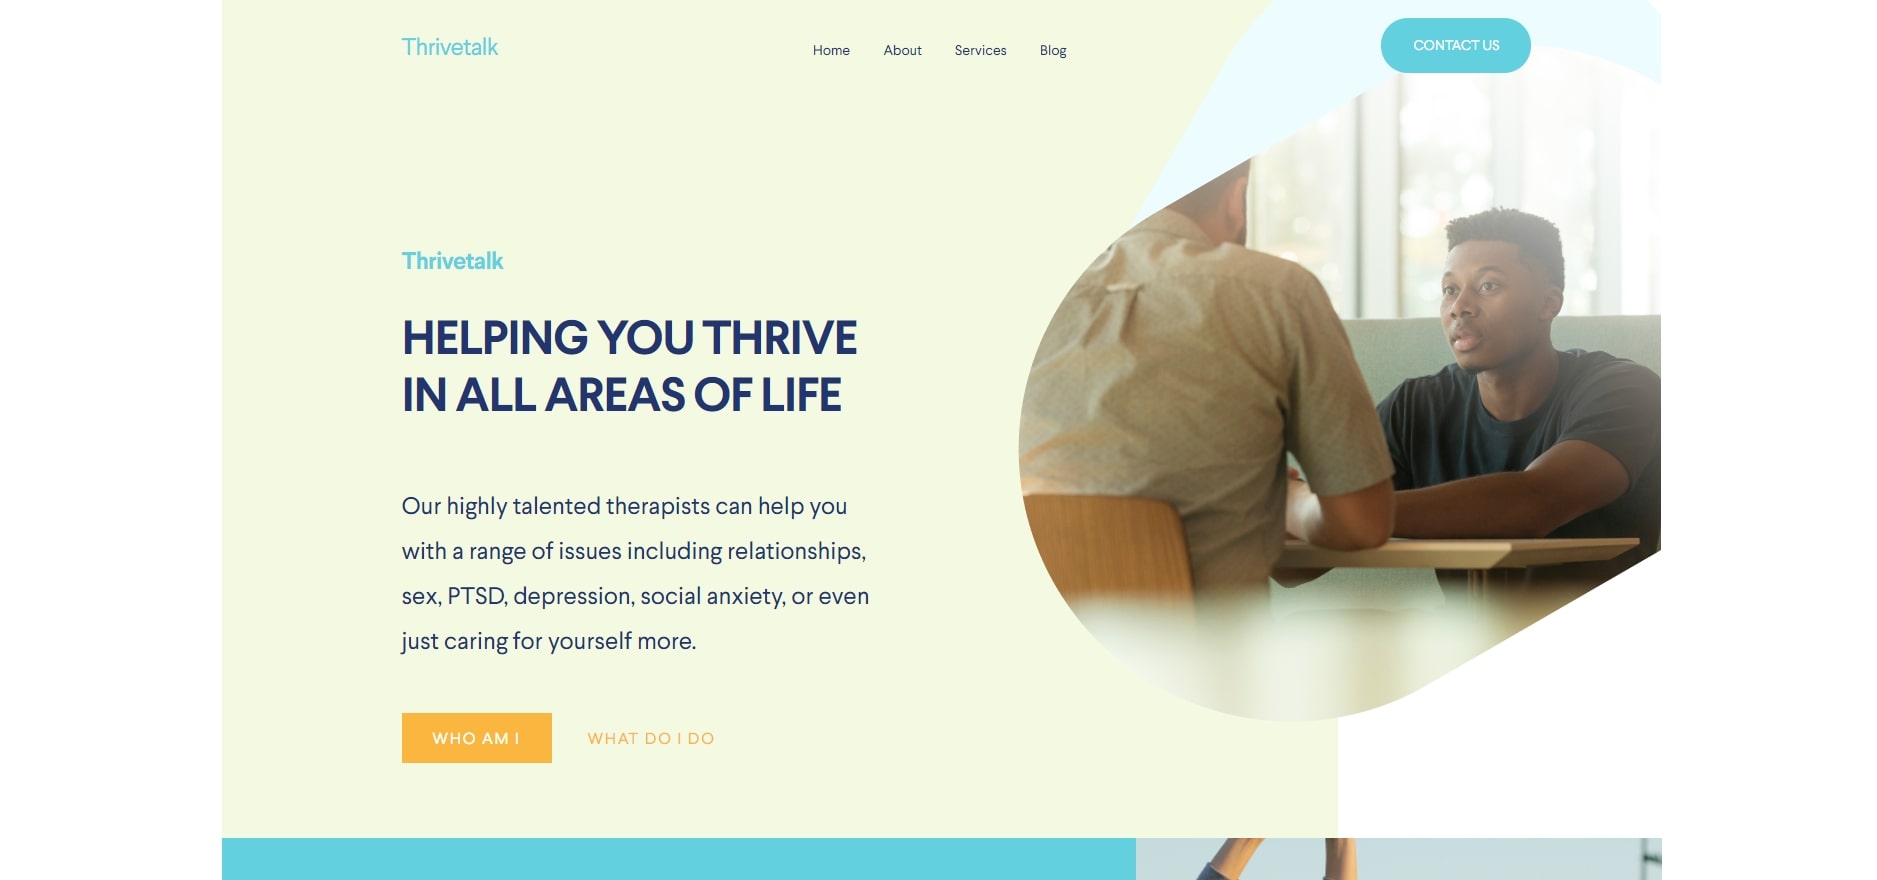 Thrivetalk
Home About Services Blog
CONTACT US
Thrivetalk
HELPING YOU THRIVE
IN ALL AREAS OF LIFE
Our highly talented therapists can help you
with a range of issues including relationships,
sex, PTSD, depression, social anxiety, or even
just caring for yourself more.
WHO AM I
WHAT DO I DO